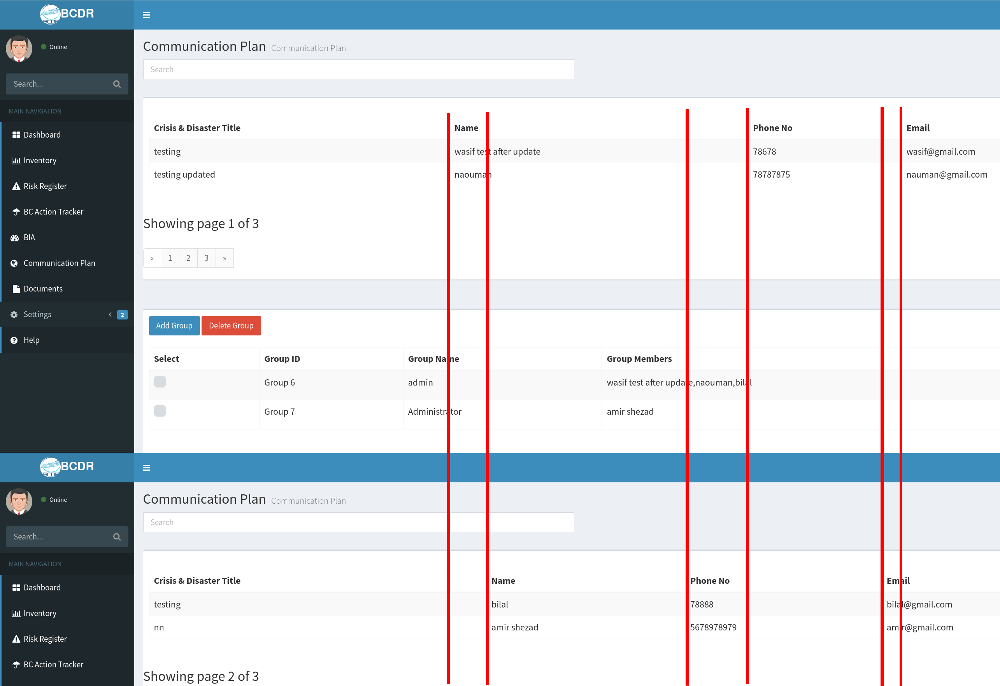 BCDR
BCDR
Online
Search...
MAIN NAVIGATION
Dashboard
Inventory
Risk Register
BC Action Tracker
BIA
Communication Plan
Documents
Settings
2
Help
Communication Plan Communication Plan
Search
Crisis & Disaster Title Name Phone No Email
testing wasif test after update 78678 wasif@gmail.com
testing updated naouman 78787875 nauman@gmail.com
Showing page 1 of 3
« 1 2 3 »
Add Group Delete Group
Select Group ID Group Name Group Members
Group 6 admin wasif test after update,naouman,bilal
Group 7 Administrator amir shezad
BCDR
BCDR
Online
Search...
MAIN NAVIGATION
Dashboard
Inventory
Risk Register
BC Action Tracker
Communication Plan Communication Plan
Search
Crisis & Disaster Title Name Phone No Email
testing bilal 78888 bilal@gmail.com
nn amir shezad 5678978979 amir@gmail.com
Showing page 2 of 3